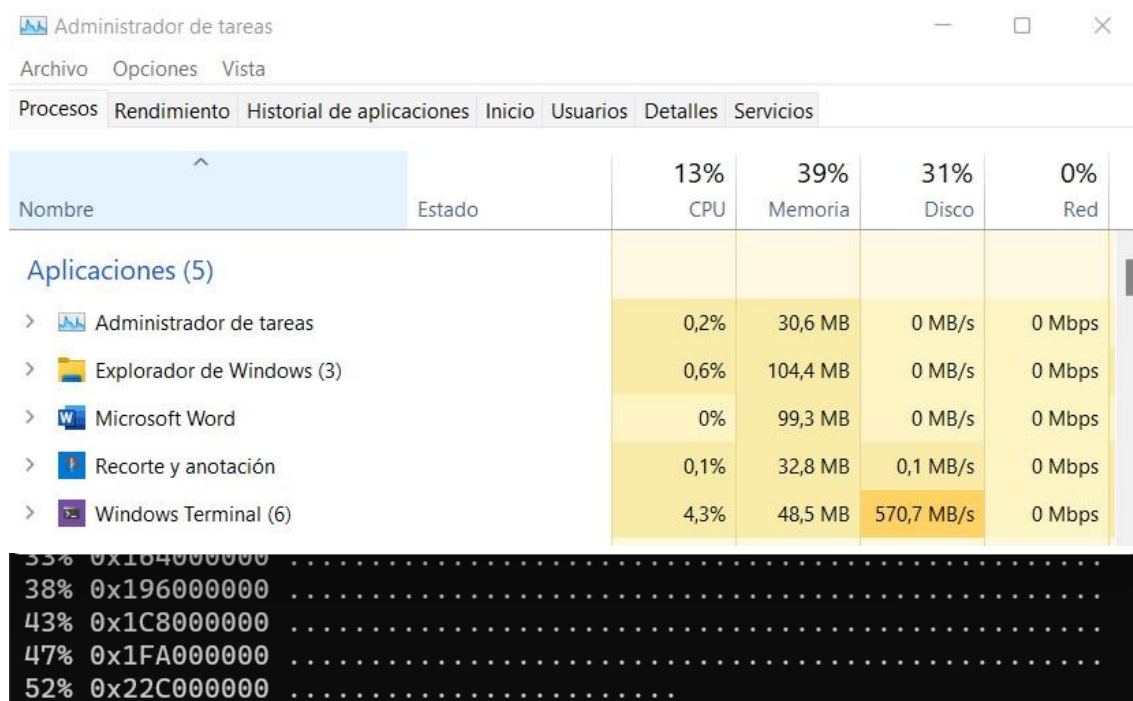 Administrador de tareas
Archivo Opciones Vista
Procesos Rendimiento Historial de aplicaciones Inicio Usuarios Detalles Servicios
13% 39% 31% 0%
Nombre Estado CPU Memoria Disco Red
Aplicaciones (5)
Administrador de tareas 0,2% 30,6 MB 0 MB/s 0 Mbps
Explorador de Windows (3) 0,6% 104,4 MB 0 MB/s 0 Mbps
Microsoft Word 0% 99,3 MB 0 MB/s 0 Mbps
Recorte y anotación 0,1% 32,8 MB 0,1 MB/s 0 Mbps
Windows Terminal (6) 4,3% 48,5 MB 570,7 MB/s 0 Mbps
33% 0x164000000 ..................................................
38% 0x196000000 ..................................................
43% 0x1C8000000 ..................................................
47% 0x1FA000000 ..................................................
52% 0x22C000000 ........................